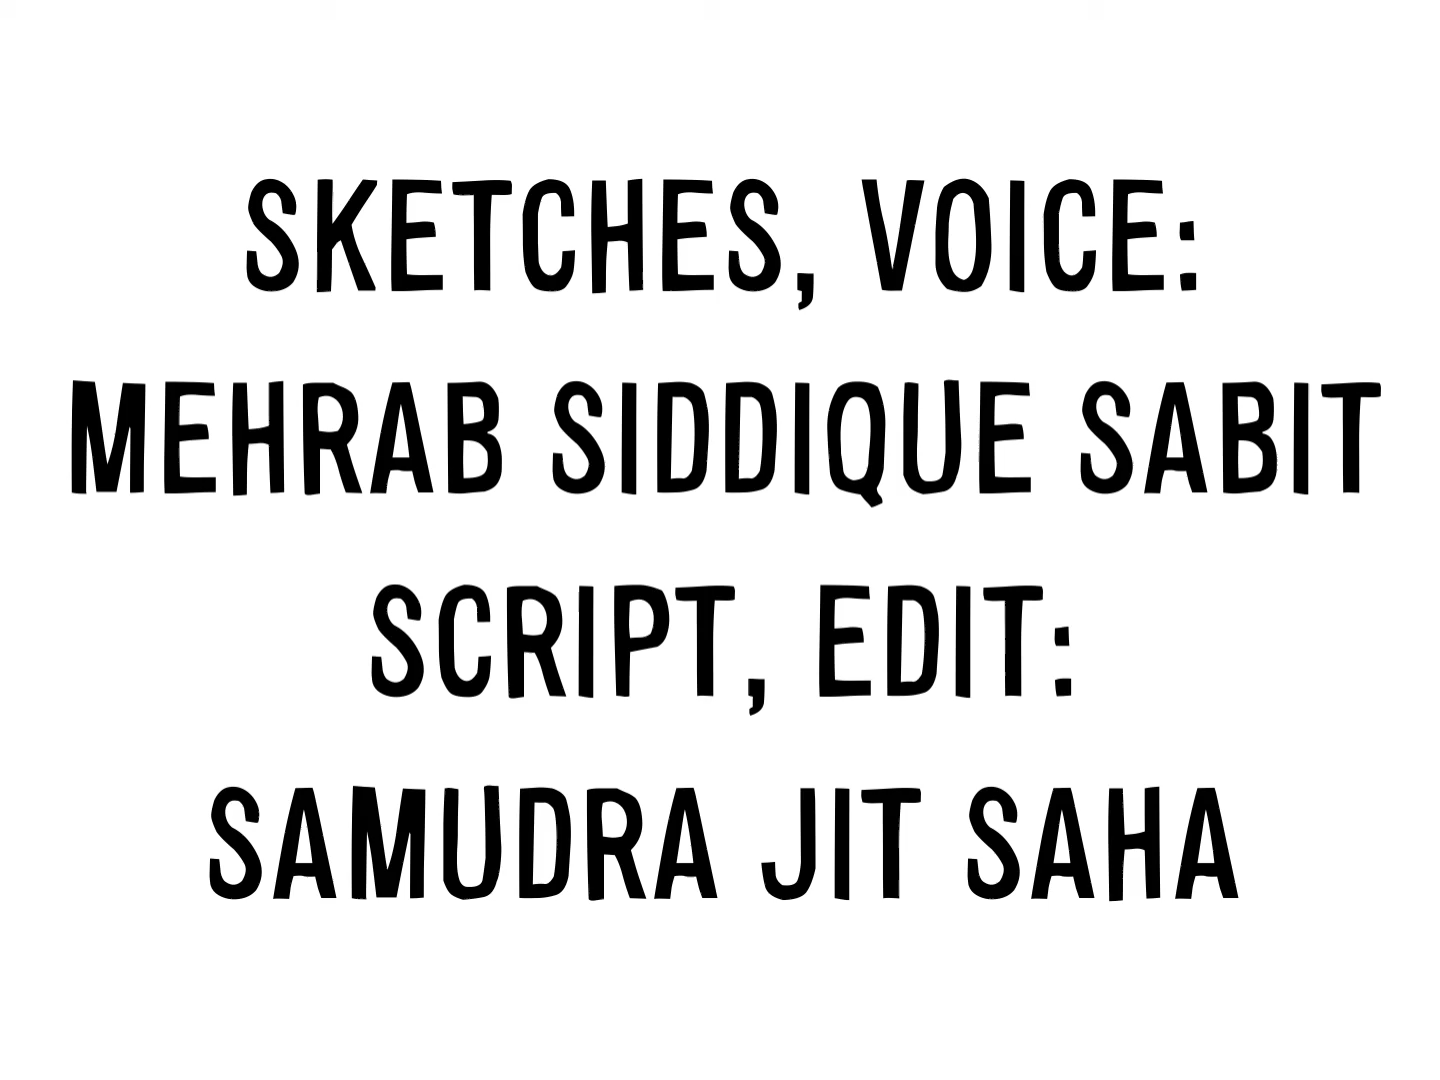 SKETCHES, VOICE:
MEHRAB SIDDIQUE SABIT
SCRIPT, EDIT:
SAMUDRA JIT SAHA